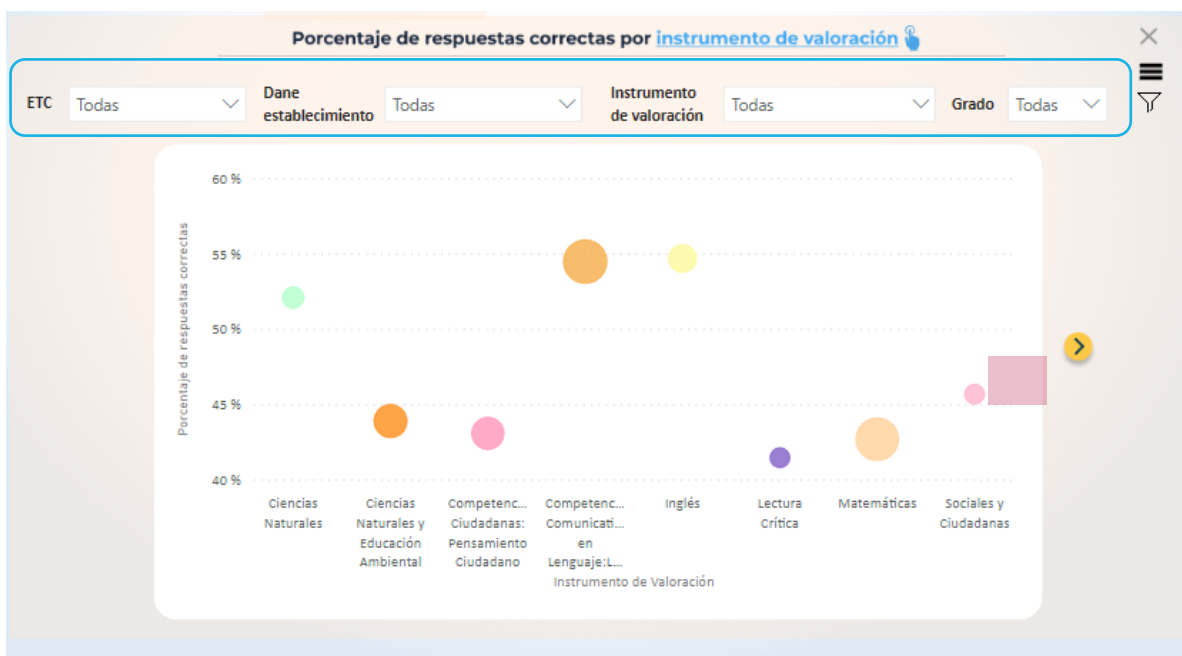 Porcentaje de respuestas correctas por instrumento de valoración
ETC Todas
Dane establecimiento Todas
Instrumento de valoración Todas
Grado Todas
Porcentaje de respuestas correctas
60 %
55 %
50 %
45 %
40 %
Ciencias Naturales
Ciencias Naturales y Educación Ambiental
Competenc... Ciudadanas: Pensamiento Ciudadano
Competenc... Comunicati... en Lenguaje:L...
Inglés
Lectura Crítica
Matemáticas
Sociales y Ciudadanas
Instrumento de Valoración